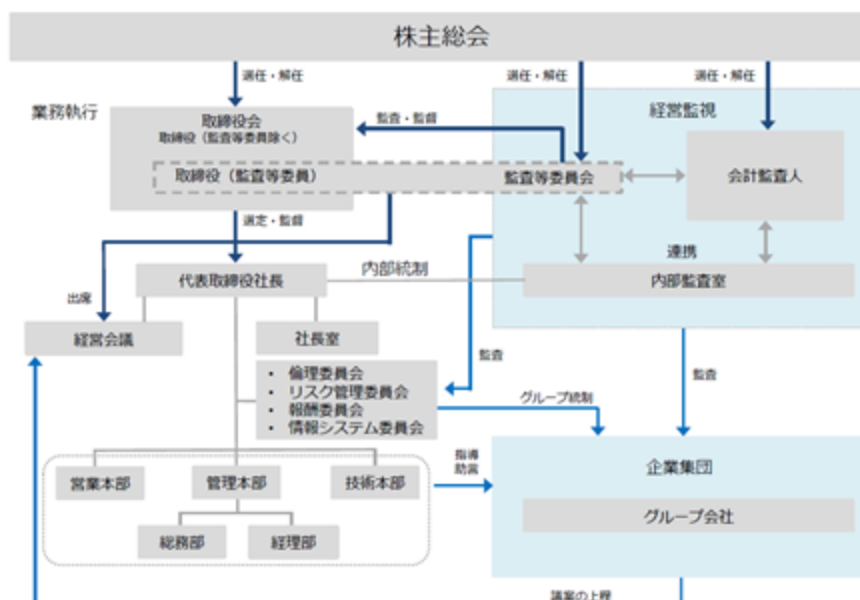 株主総会
選任・解任
選任・解任
選任・解任
業務執行
取締役会
取締役（監査等委員除く）
監査・監督
経営監視
取締役（監査等委員）
監査等委員会
会計監査人
選定・監督
連携
代表取締役社長
内部統制
内部監査室
出席
経営会議
社長室
監査
監査
・ 倫理委員会
・ リスク管理委員会
・ 報酬委員会
・ 情報システム委員会
グループ統制
指導
助言
企業集団
営業本部
管理本部
技術本部
グループ会社
総務部
経理部
議案の上程